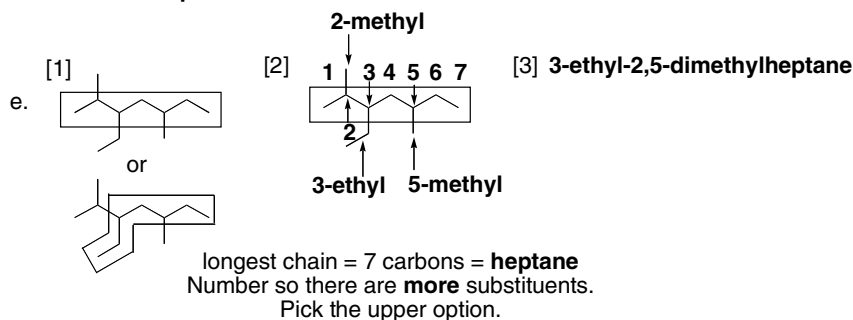 2-methyl
[1]
[2]
1 3 4 5 6 7
[3] 3-ethyl-2,5-dimethylheptane
e.
2
or
3-ethyl
5-methyl
longest chain = 7 carbons = heptane
Number so there are more substituents.
Pick the upper option.